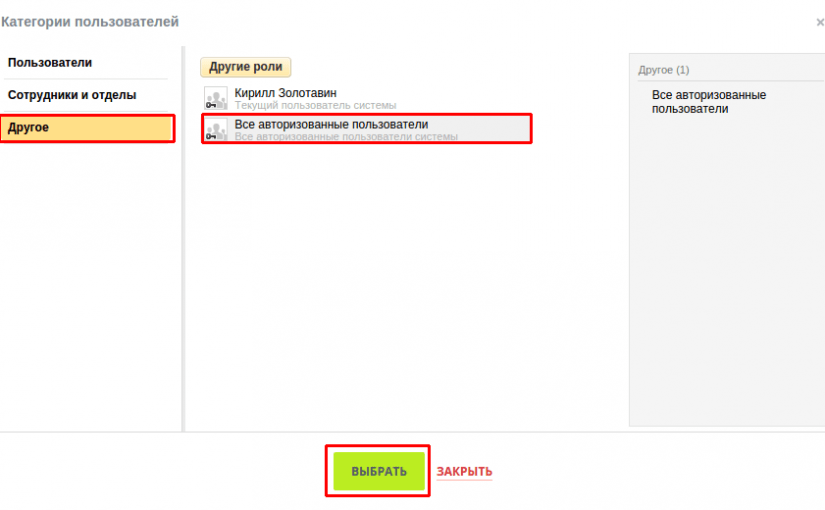 Категории пользователей
×
Пользователи
Сотрудники и отделы
Другое
Другие роли
Кирилл Золотавин
Текущий пользователь системы
Все авторизованные пользователи
Все авторизованные пользователи системы
Другое (1)
Все авторизованные
пользователи
ВЫБРАТЬ ЗАКРЫТЬ